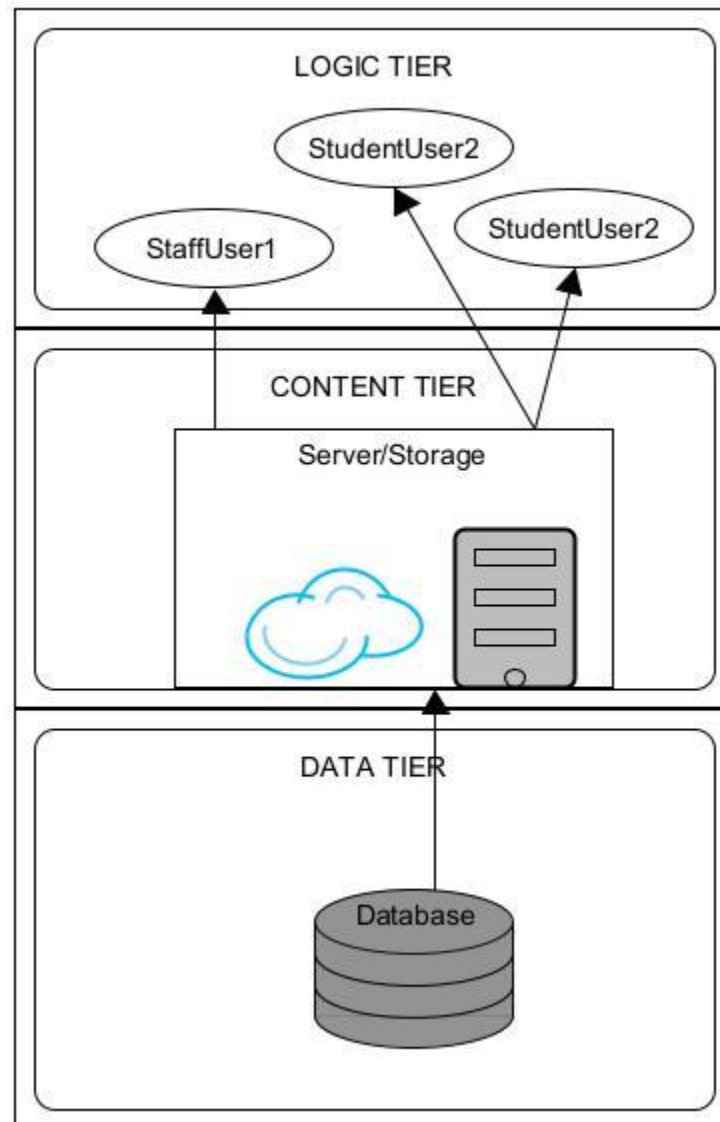 LOGIC TIER
StudentUser2
StudentUser2
StaffUser1
CONTENT TIER
Server/Storage
DATA TIER
Database